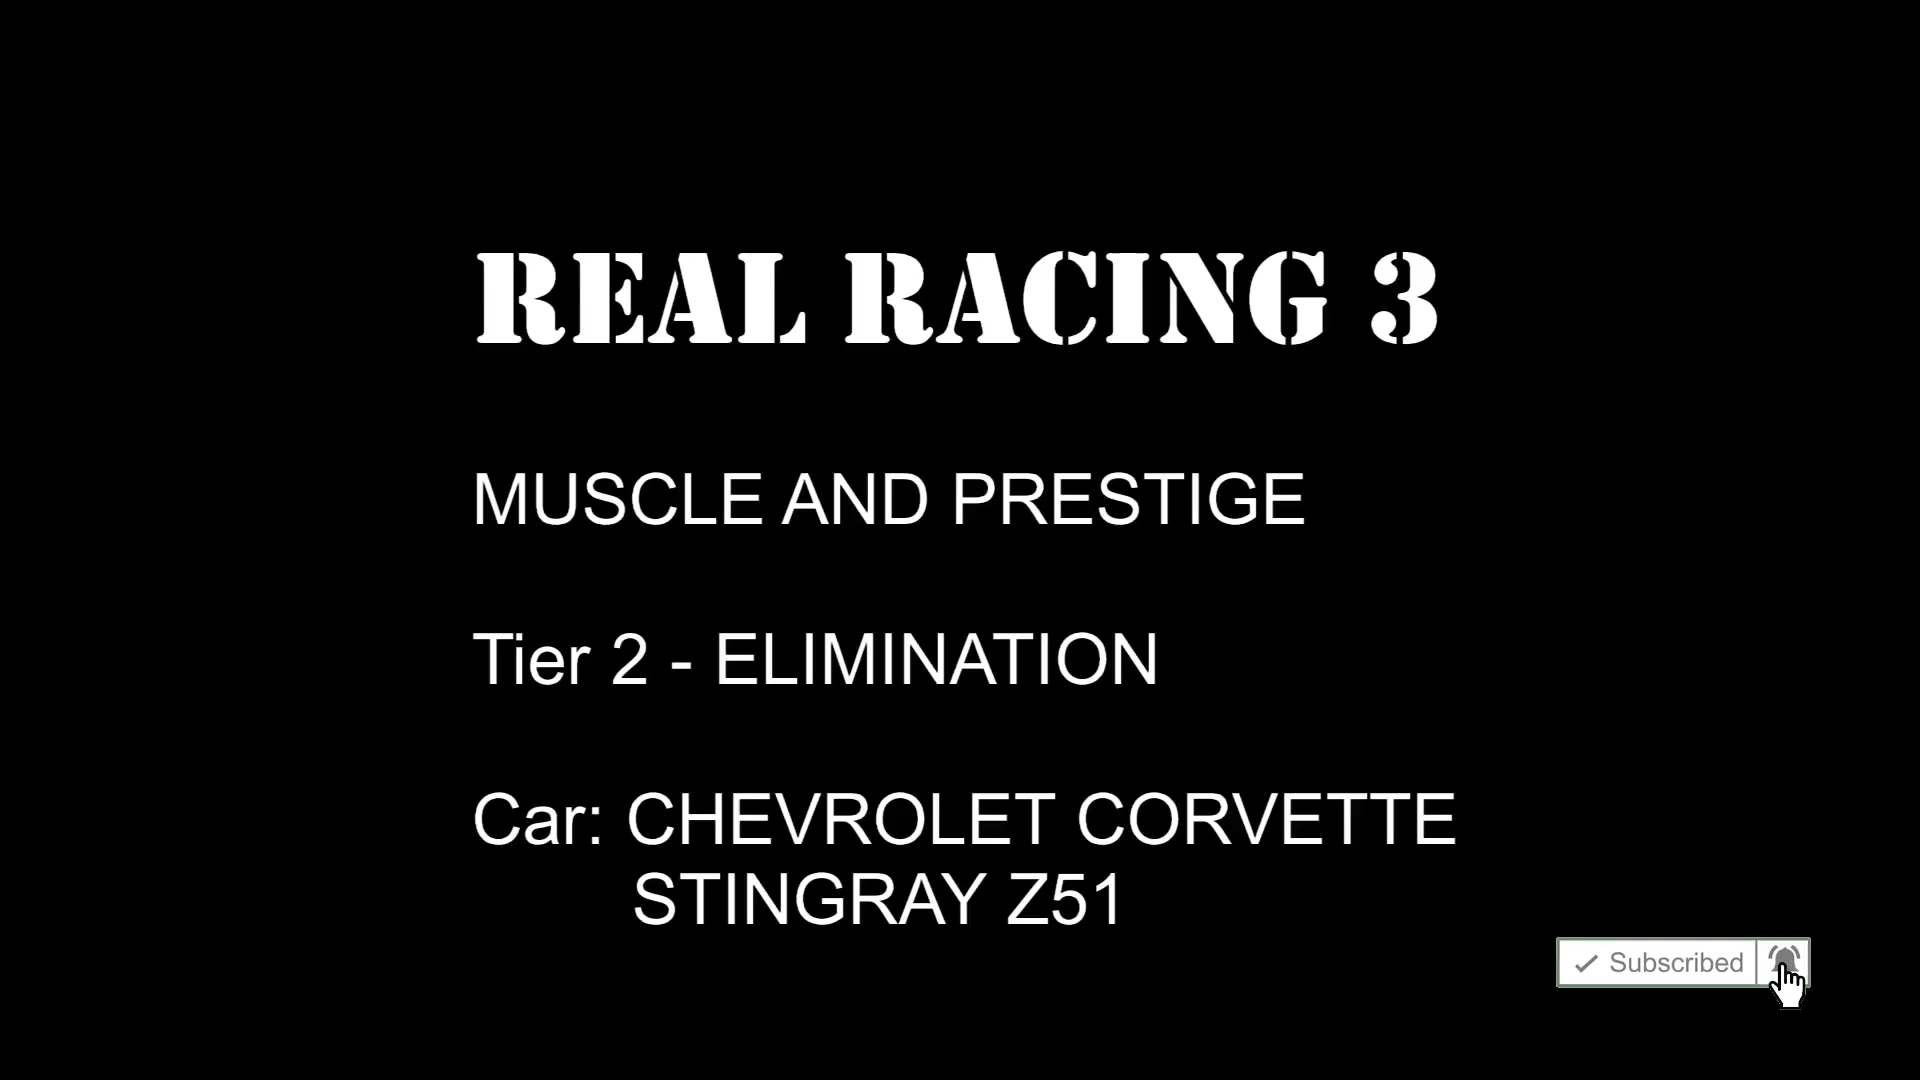 REAL RACING 3
MUSCLE AND PRESTIGE
Tier 2 - ELIMINATION
Car: CHEVROLET CORVETTE
STINGRAY Z51
Subscribed